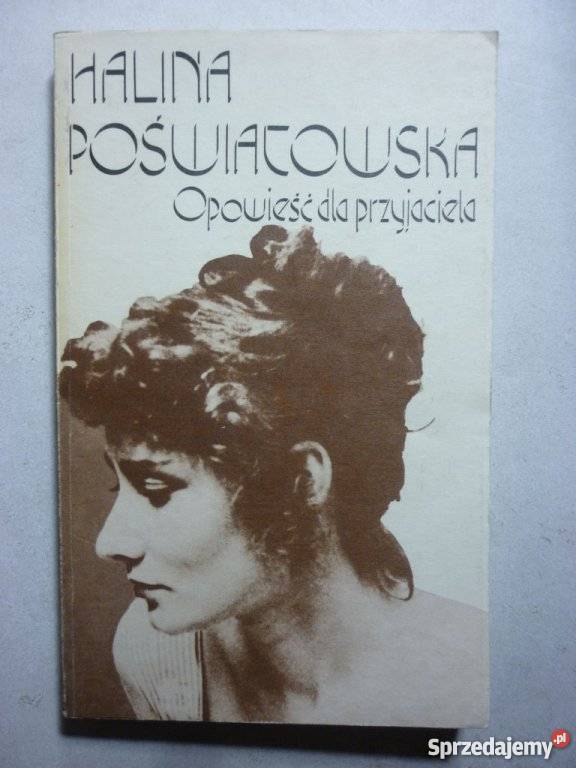 HALINA
POŚWIATOWSKA
Opowieść dla przyjaciela
Sprzedajemy.pl